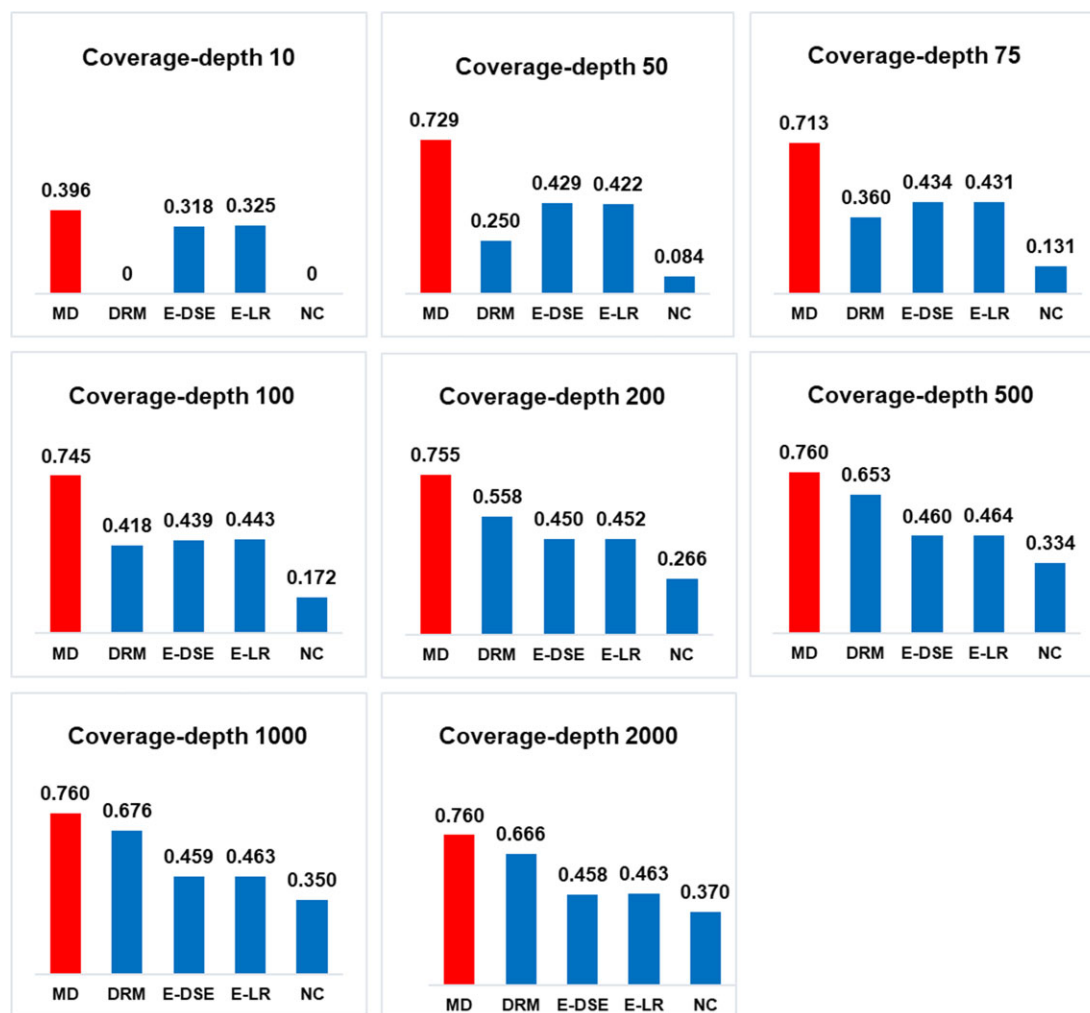 Coverage-depth 10
0.396
0
0.318
0.325
0
MD DRM E-DSE E-LR NC
Coverage-depth 50
0.729
0.250
0.429
0.422
0.084
MD DRM E-DSE E-LR NC
Coverage-depth 75
0.713
0.360
0.434
0.431
0.131
MD DRM E-DSE E-LR NC
Coverage-depth 100
0.745
0.418
0.439
0.443
0.172
MD DRM E-DSE E-LR NC
Coverage-depth 200
0.755
0.558
0.450
0.452
0.266
MD DRM E-DSE E-LR NC
Coverage-depth 500
0.760
0.653
0.460
0.464
0.334
MD DRM E-DSE E-LR NC
Coverage-depth 1000
0.760
0.676
0.459
0.463
0.350
MD DRM E-DSE E-LR NC
Coverage-depth 2000
0.760
0.666
0.458
0.463
0.370
MD DRM E-DSE E-LR NC